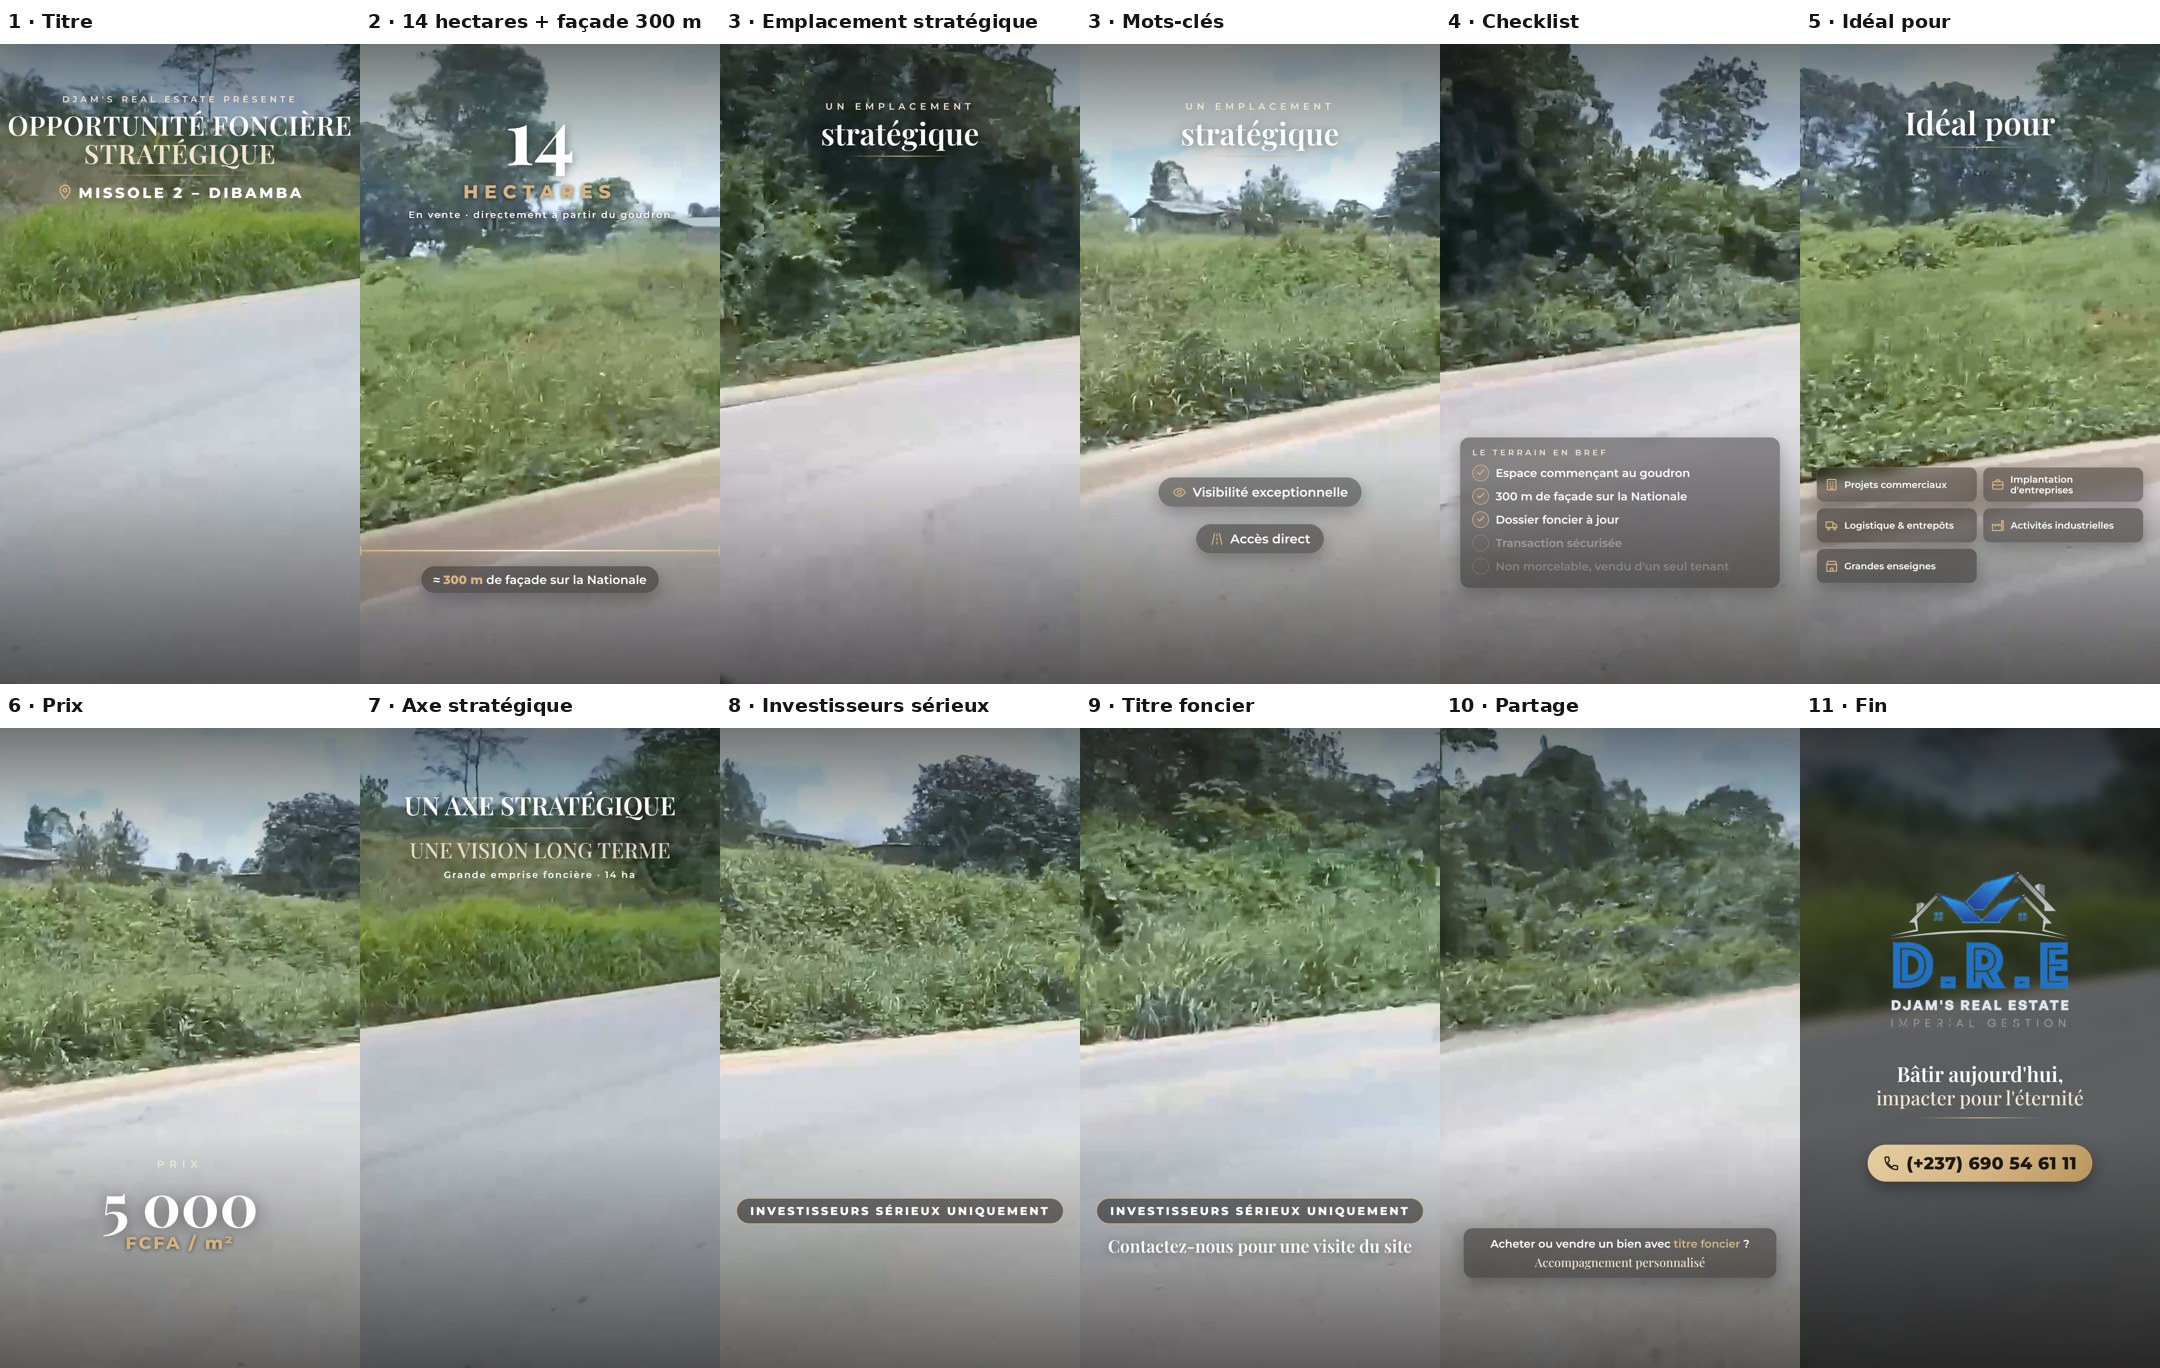 1 · Titre
DJAM'S REAL ESTATE PRÉSENTE
OPPORTUNITÉ FONCIÈRE
STRATÉGIQUE
MISSOLE 2 – DIBAMBA
2 · 14 hectares + façade 300 m
14
HECTARES
En vente · directement à partir du goudron
≈ 300 m de façade sur la Nationale
3 · Emplacement stratégique
UN EMPLACEMENT
stratégique
3 · Mots-clés
UN EMPLACEMENT
stratégique
Visibilité exceptionnelle
Accès direct
4 · Checklist
LE TERRAIN EN BREF
Espace commençant au goudron
300 m de façade sur la Nationale
Dossier foncier à jour
Transaction sécurisée
Non morcelable, vendu d'un seul tenant
5 · Idéal pour
Idéal pour
Projets commerciaux
Implantation
d'entreprises
Logistique & entrepôts
Activités industrielles
Grandes enseignes
6 · Prix
PRIX
5 000
FCFA / m²
7 · Axe stratégique
UN AXE STRATÉGIQUE
UNE VISION LONG TERME
Grande emprise foncière · 14 ha
8 · Investisseurs sérieux
INVESTISSEURS SÉRIEUX UNIQUEMENT
9 · Titre foncier
INVESTISSEURS SÉRIEUX UNIQUEMENT
Contactez-nous pour une visite du site
10 · Partage
Acheter ou vendre un bien avec titre foncier ?
Accompagnement personnalisé
11 · Fin
D.R.E
DJAM'S REAL ESTATE
IMPERIAL GESTION
Bâtir aujourd'hui,
impacter pour l'éternité
(+237) 690 54 61 11